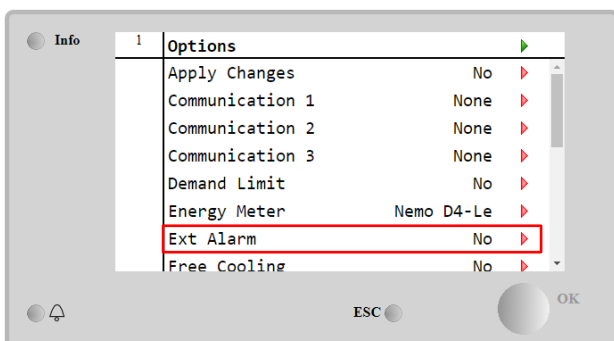 Info
1 Options
Apply Changes No
Communication 1 None
Communication 2 None
Communication 3 None
Demand Limit No
Energy Meter Nemo D4-Le
Ext Alarm No
Free Cooling No
ESC
OK